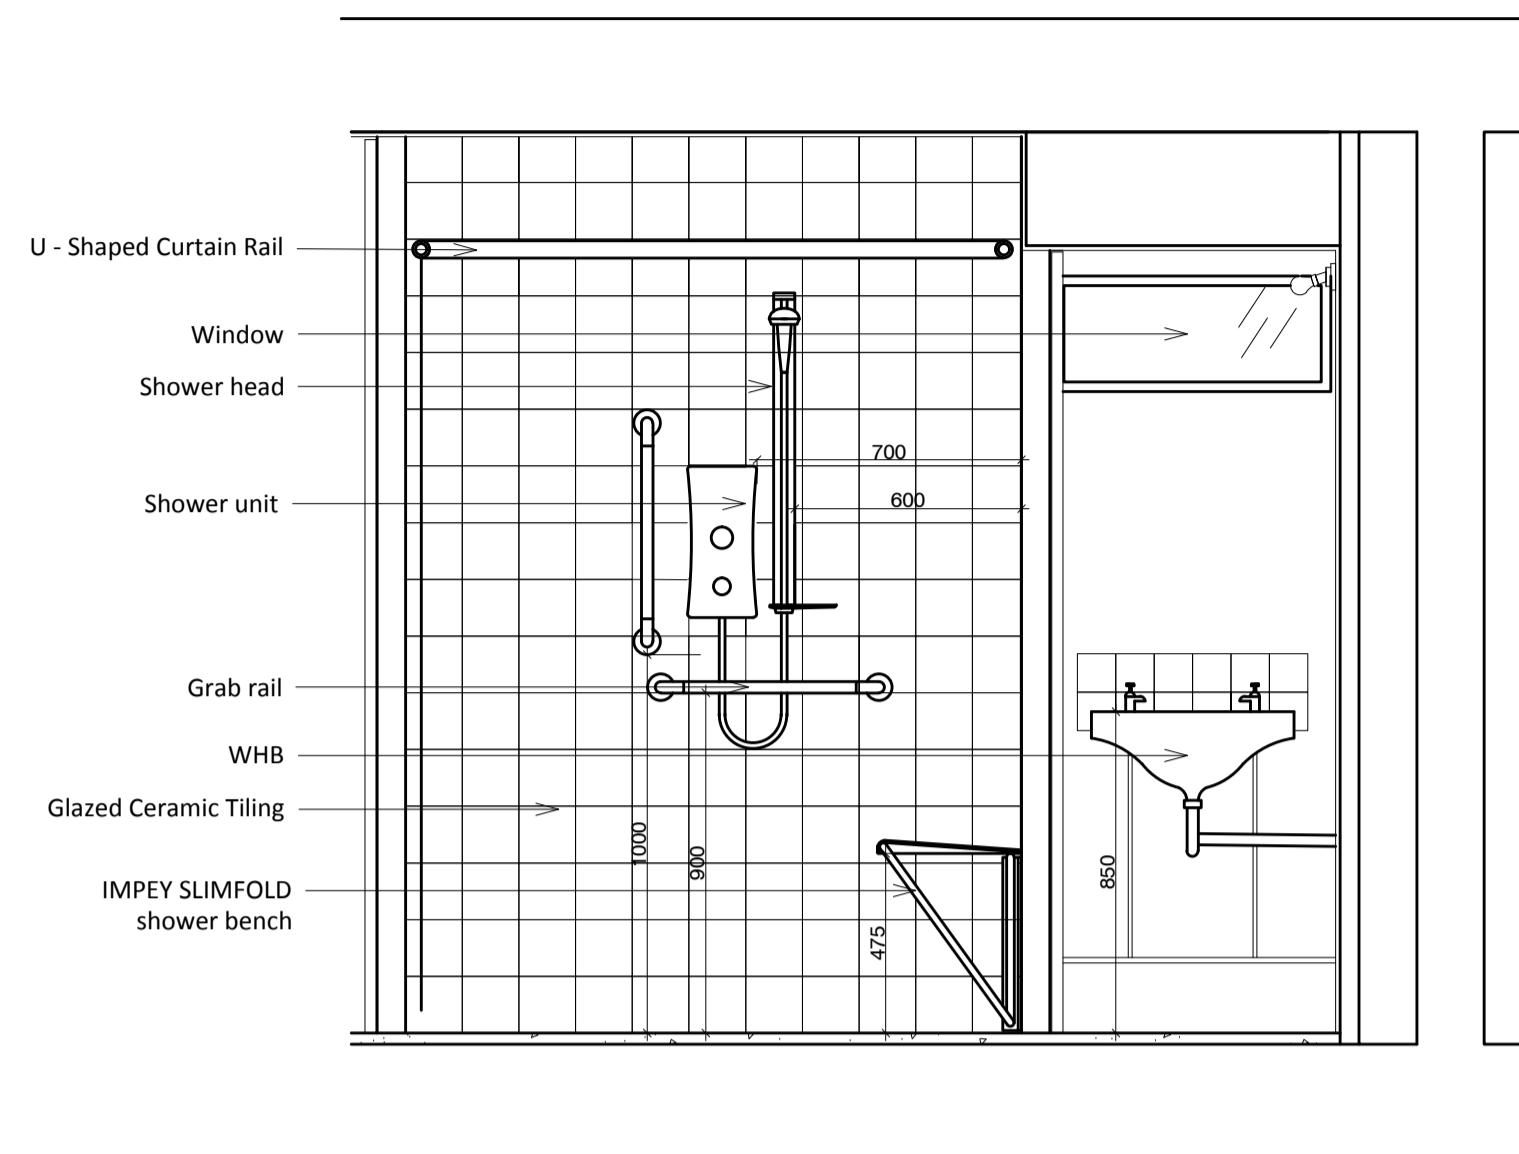 U - Shaped Curtain Rail
Window
Shower head
700
Shower unit
600
Grab rail
WHB
Glazed Ceramic Tiling
1000
900
850
IMPEY SLIMFOLD
shower bench
475